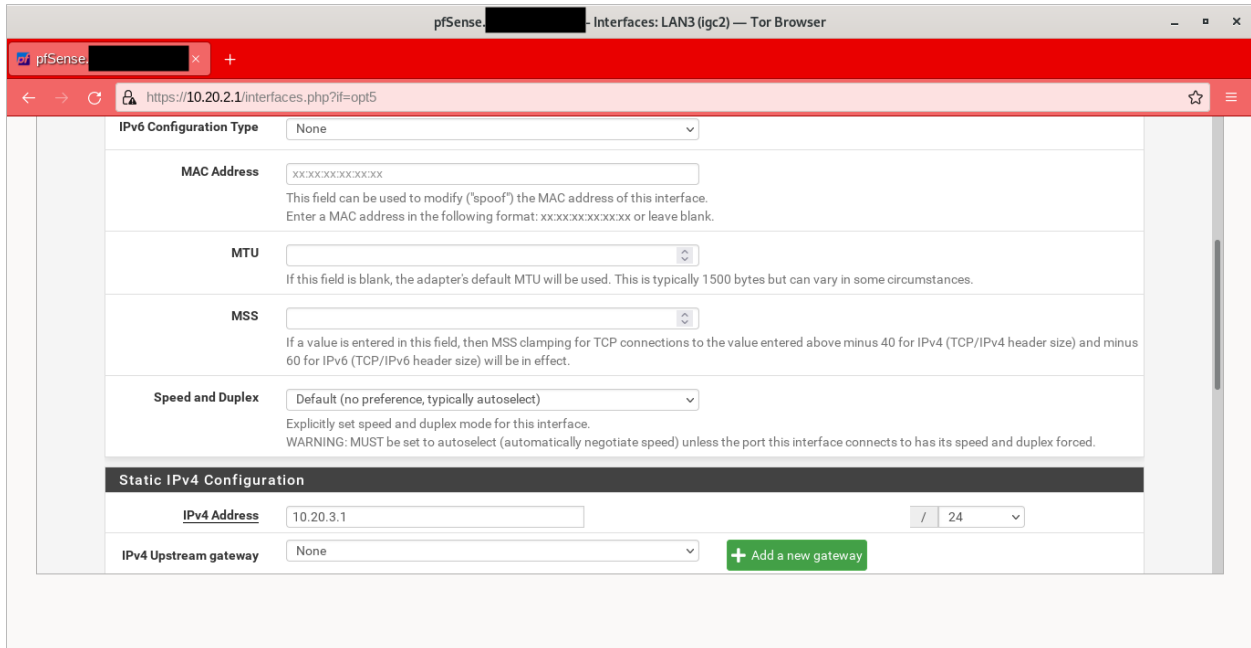 pfSense. - Interfaces: LAN3 (igc2) — Tor Browser
pfSense.
https://10.20.2.1/interfaces.php?if=opt5
IPv6 Configuration Type None
MAC Address xx:xx:xx:xx:xx:xx
This field can be used to modify ("spoof") the MAC address of this interface.
Enter a MAC address in the following format: xx:xx:xx:xx:xx:xx or leave blank.
MTU
If this field is blank, the adapter's default MTU will be used. This is typically 1500 bytes but can vary in some circumstances.
MSS
If a value is entered in this field, then MSS clamping for TCP connections to the value entered above minus 40 for IPv4 (TCP/IPv4 header size) and minus
60 for IPv6 (TCP/IPv6 header size) will be in effect.
Speed and Duplex Default (no preference, typically autoselect)
Explicitly set speed and duplex mode for this interface.
WARNING: MUST be set to autoselect (automatically negotiate speed) unless the port this interface connects to has its speed and duplex forced.
Static IPv4 Configuration
IPv4 Address 10.20.3.1 / 24
IPv4 Upstream gateway None Add a new gateway